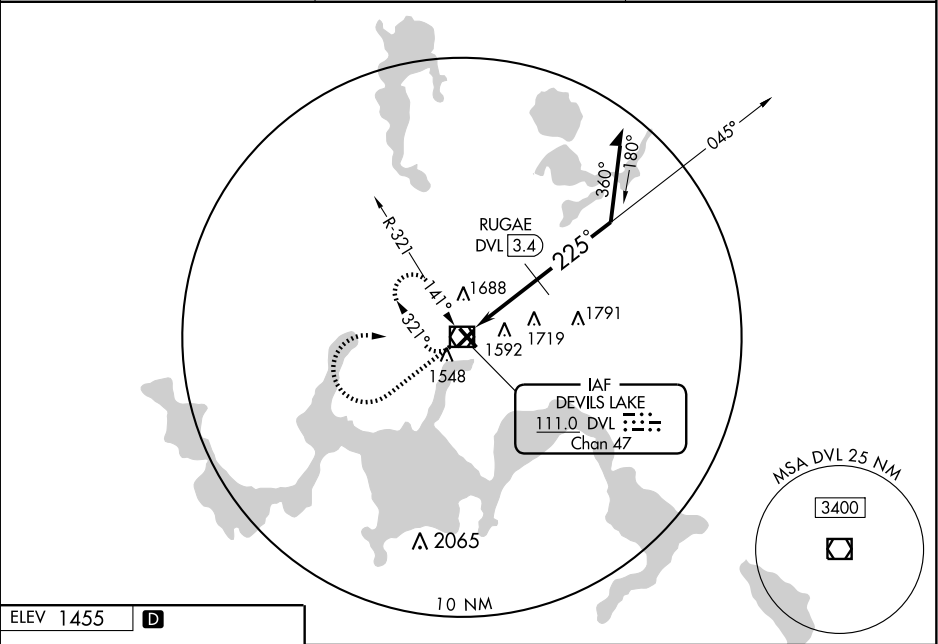 045°
360°
180°
RUGAE
DVL 3.4
225°
R-321
141°
321°
1688
1791
1719
1592
1548
IAF
DEVILS LAKE
111.0 DVL
Chan 47
MSA DVL 25 NM
3400
2065
10 NM
ELEV 1455 D